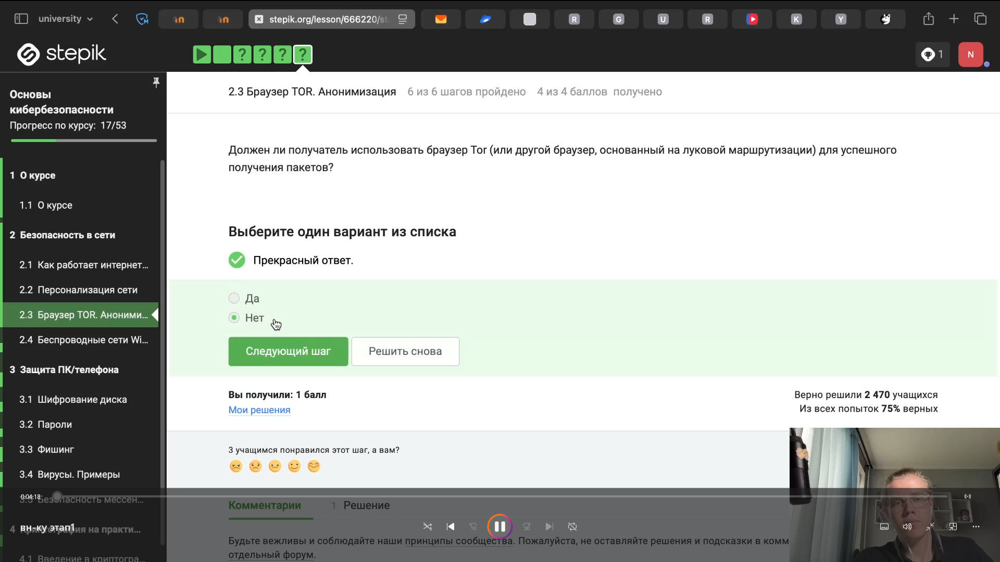 university
stepik.org/lesson/666220/st
R
G
U
R
K
Y
stepik
?
?
?
?
1
N
Основы
кибербезопасности
Прогресс по курсу: 17/53
1 О курсе
1.1 О курсе
2 Безопасность в сети
2.1 Как работает интернет...
2.2 Персонализация сети
2.3 Браузер TOR. Аноними...
2.4 Беспроводные сети Wi...
3 Защита ПК/телефона
3.1 Шифрование диска
3.2 Пароли
3.3 Фишинг
3.4 Вирусы. Примеры
3.5 Безопасность мессен...
4 Криптография на практи...
4.1 Введение в криптогра...
2.3 Браузер TOR. Анонимизация 6 из 6 шагов пройдено 4 из 4 баллов получено
Должен ли получатель использовать браузер Tor (или другой браузер, основанный на луковой маршрутизации) для успешного
получения пакетов?
Выберите один вариант из списка
Прекрасный ответ.
Да
Нет
Следующий шаг
Решить снова
Вы получили: 1 балл
Мои решения
Верно решили 2 470 учащихся
Из всех попыток 75% верных
3 учащимся понравился этот шаг, а вам?
Комментарии
1 Решение
Будьте вежливы и соблюдайте наши принципы сообщества. Пожалуйста, не оставляйте решения и подсказки в комм
отдельный форум.
0:04:18
вн-ку этап1
10
30